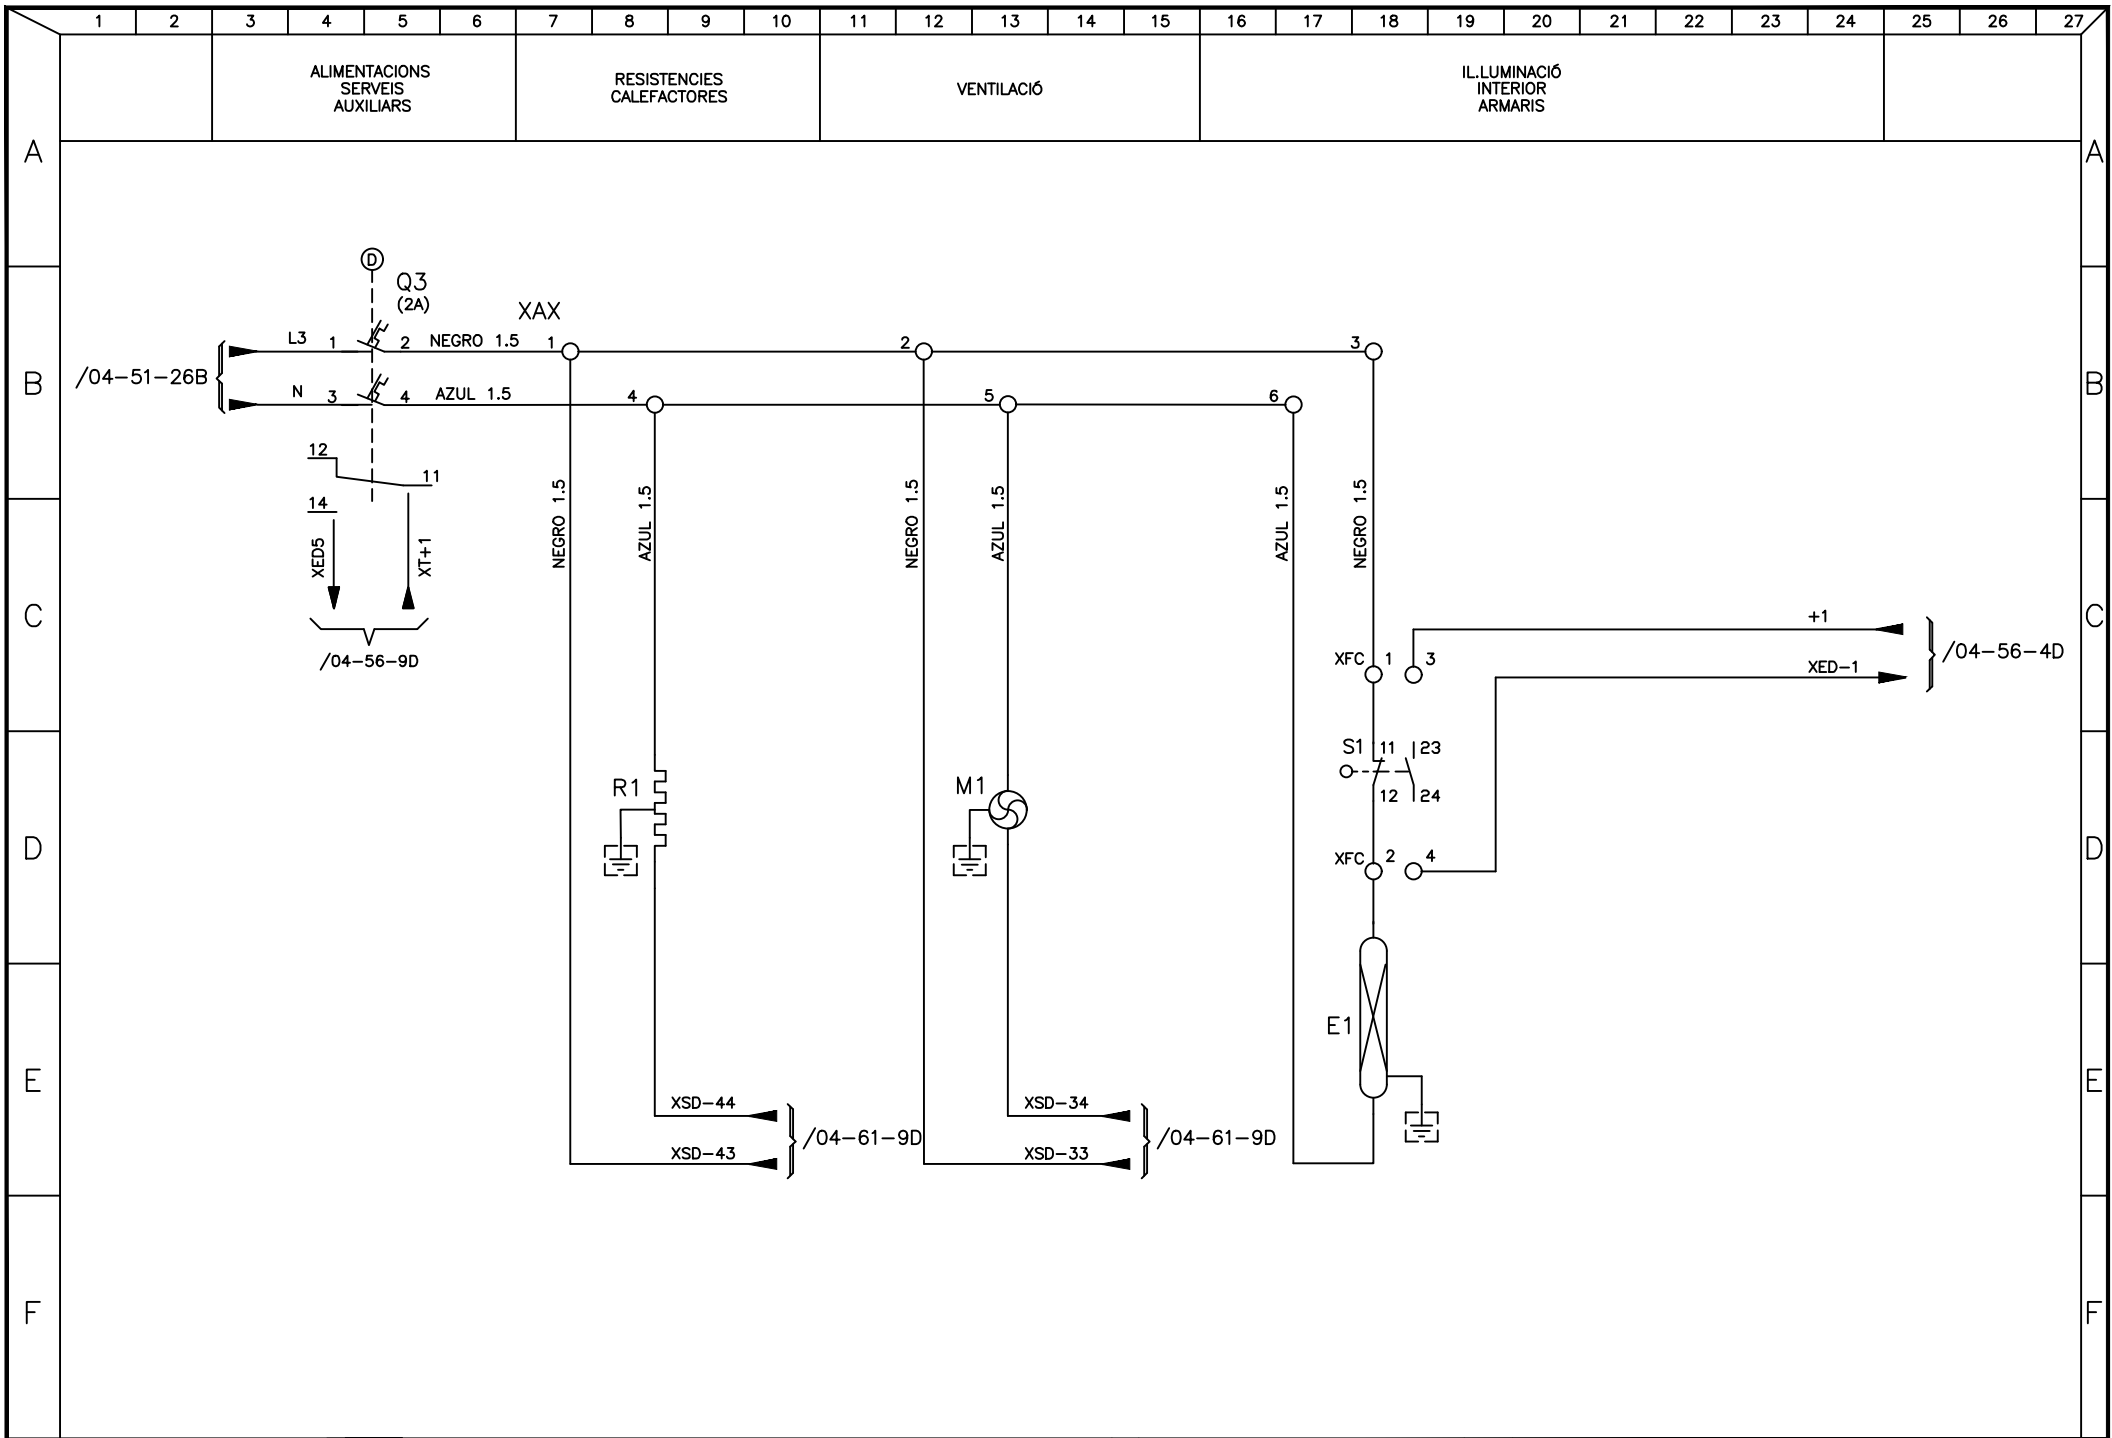 1 2 3 4 5 6 7 8 9 10 11 12 13 14 15 16 17 18 19 20 21 22 23 24 25 26 27
ALIMENTACIONS
SERVEIS
AUXILIARS
RESISTENCIES
CALEFACTORES
VENTILACIÓ
IL.LUMINACIÓ
INTERIOR
ARMARIS
A A
D
Q3
(2A)
XAX
L3 1 2 NEGRO 1.5 1 2 3
/04-51-26B
B B
N 3 4 AZUL 1.5 4 5 6
12
11
14
XED5
XT+1
/04-56-9D
NEGRO 1.5
AZUL 1.5
NEGRO 1.5
AZUL 1.5
AZUL 1.5
NEGRO 1.5
C C
+1
XED-1
/04-56-4D
XFC 1 3
S1 11 23
12 24
R1
M1
D D
XFC 2 4
E1
E E
XSD-44
XSD-43
/04-61-9D
XSD-34
XSD-33
/04-61-9D
F F